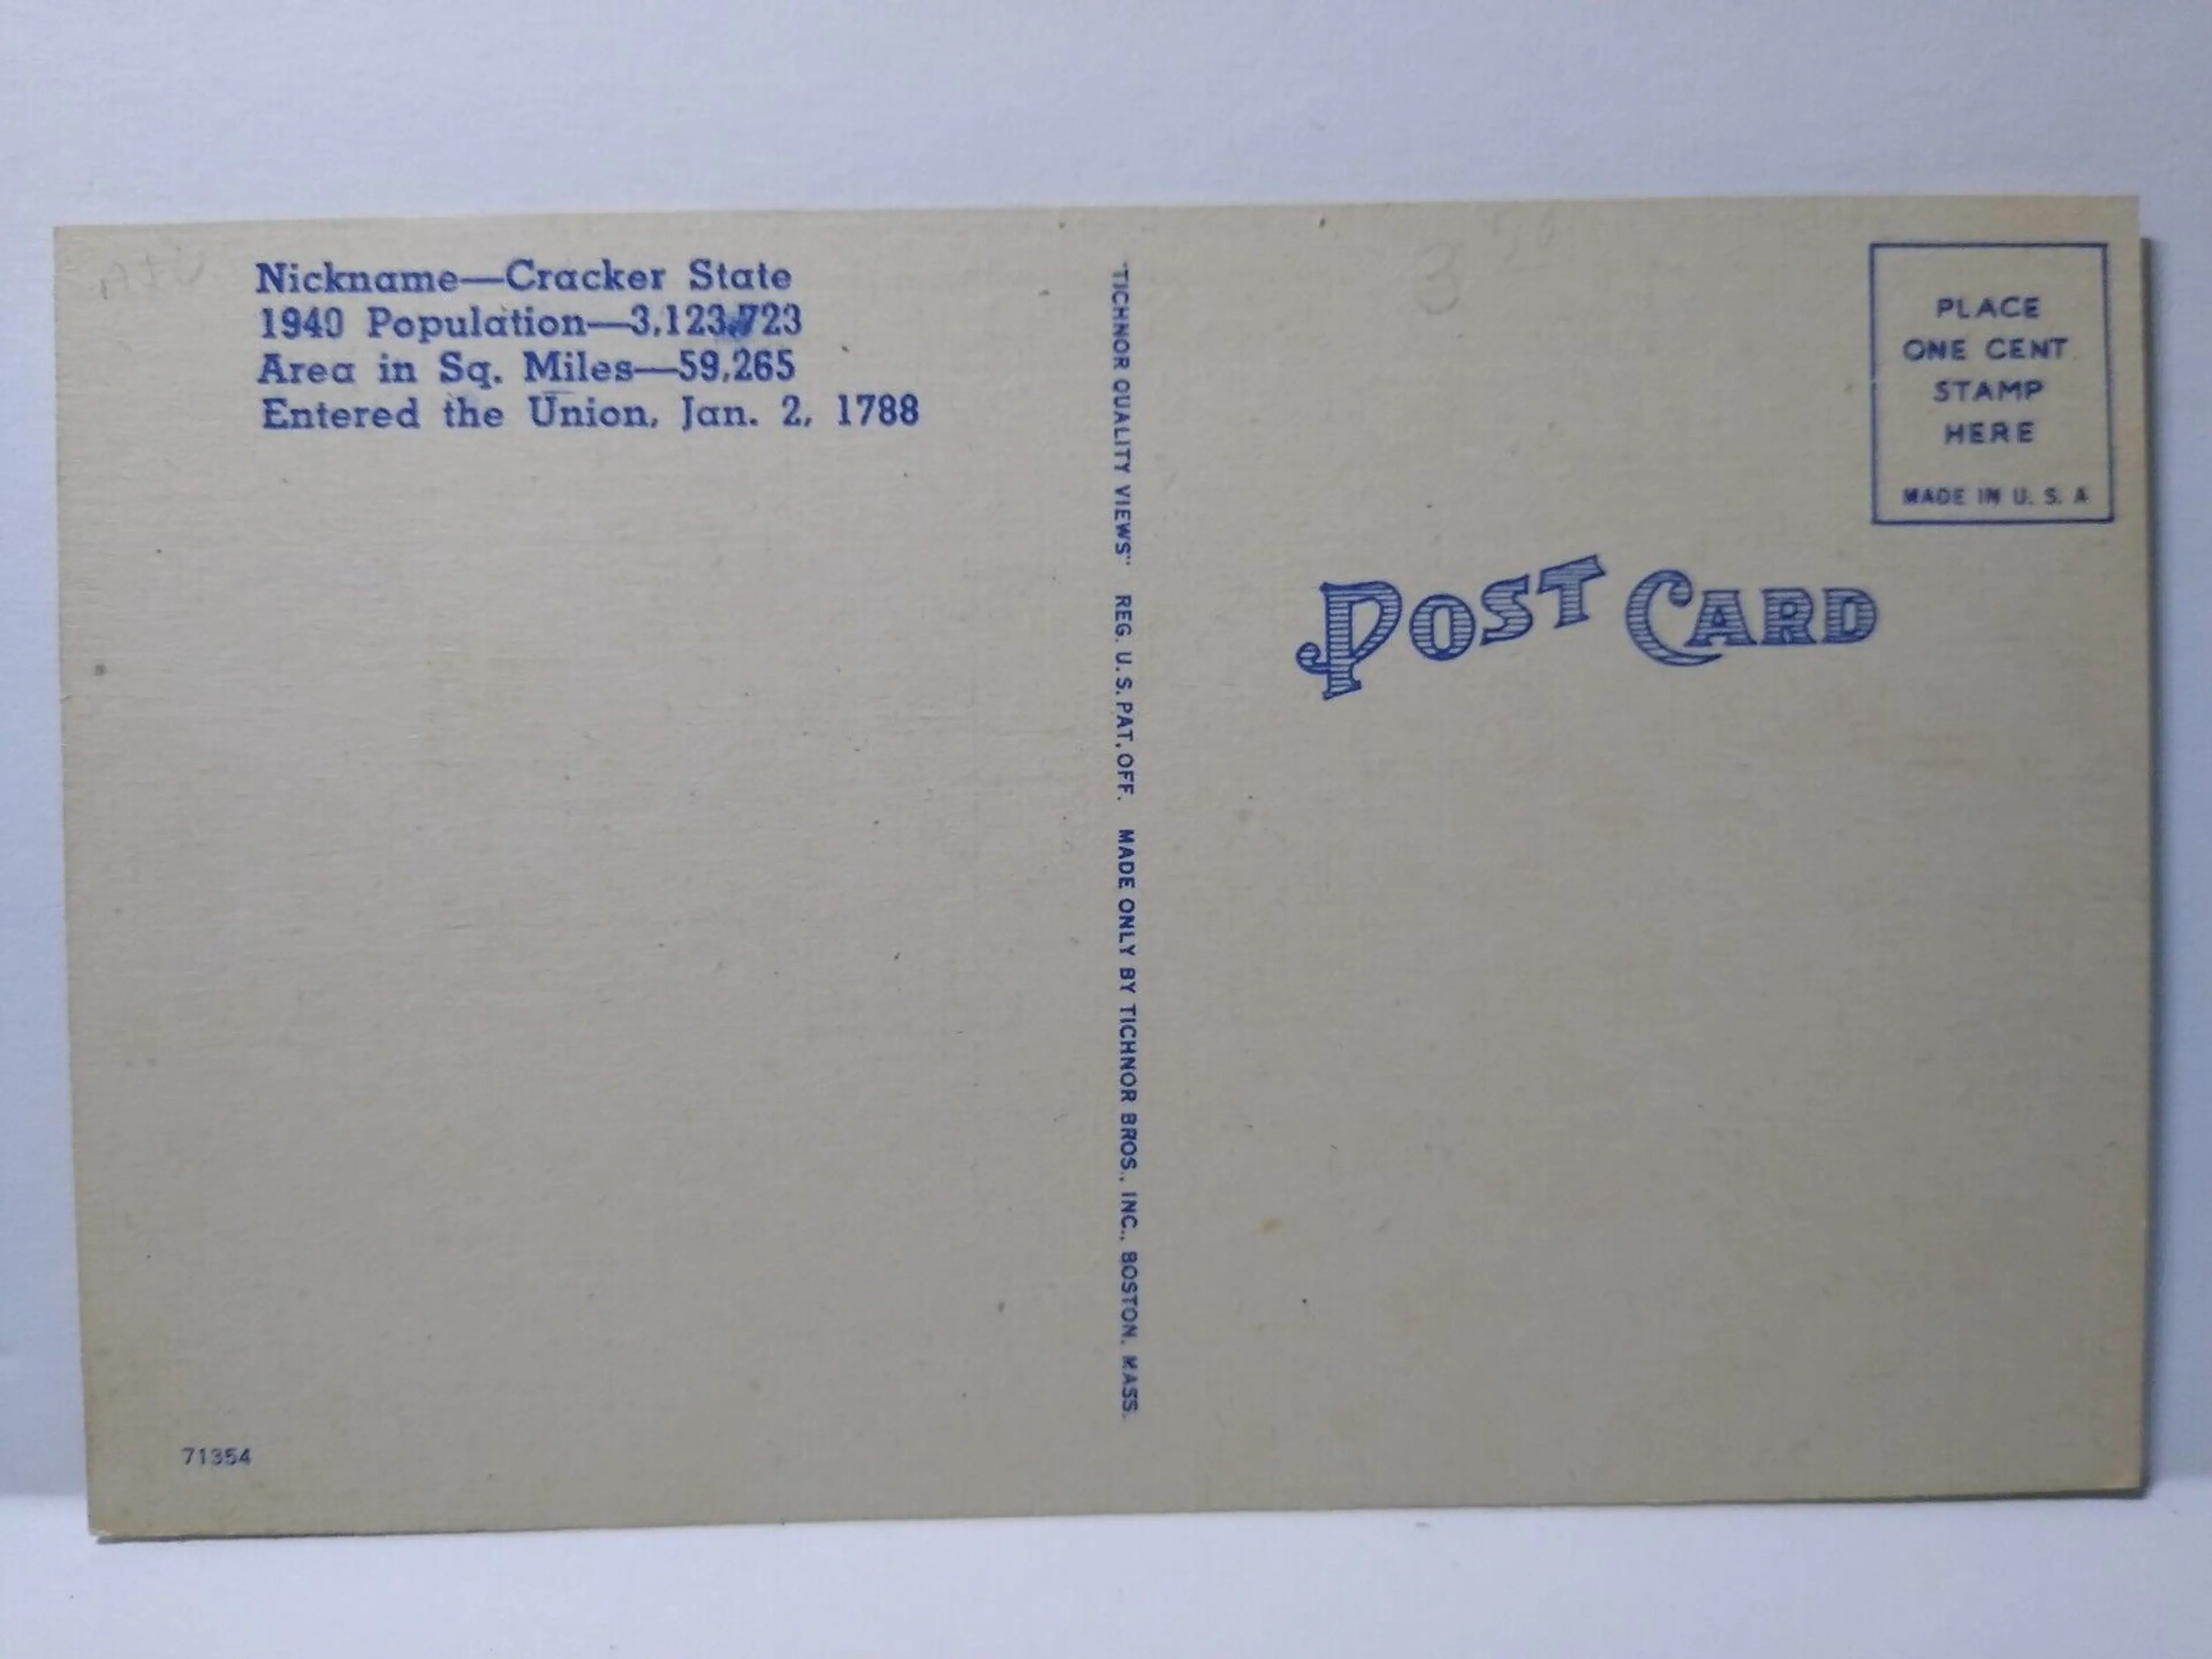 Nickname—Cracker State
1940 Population—3,123,723
Area in Sq. Miles—59,265
Entered the Union, Jan. 2, 1788
71354
"TICHNOR QUALITY VIEWS" REG. U. S. PAT. OFF. MADE ONLY BY TICHNOR BROS., INC., BOSTON, MASS.
3
PLACE
ONE CENT
STAMP
HERE
MADE IN U. S. A
POST CARD